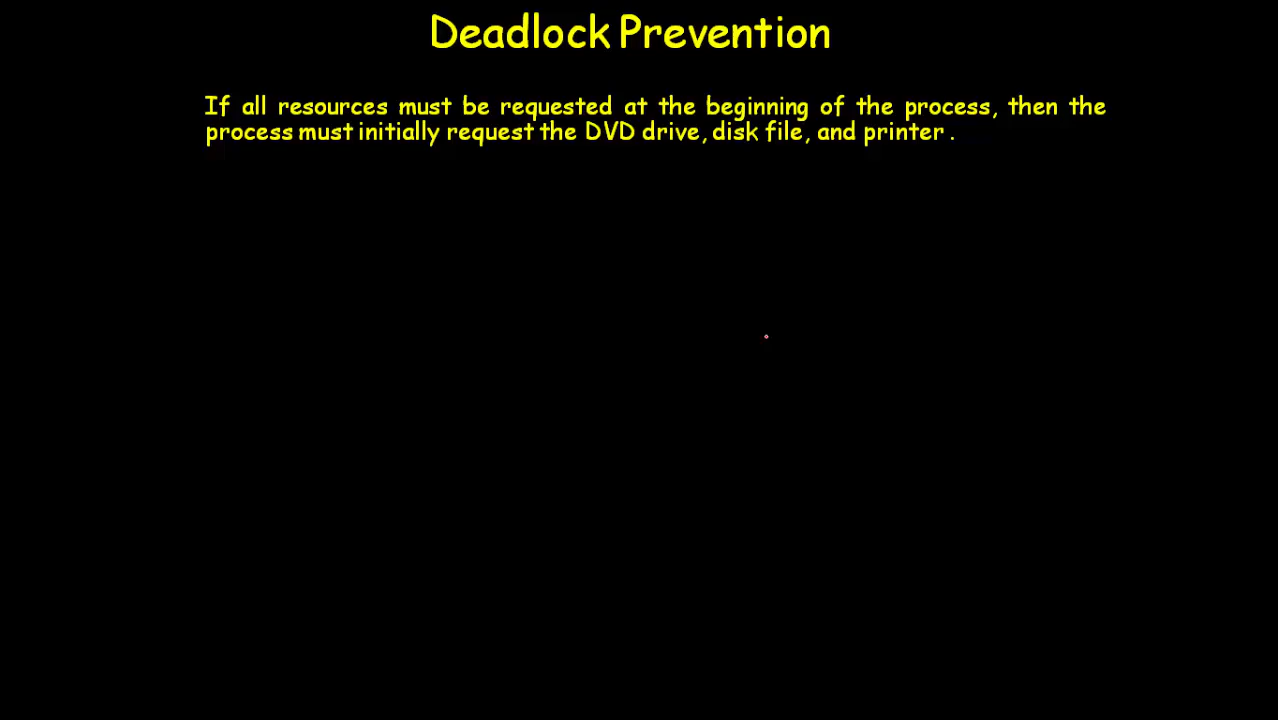 Deadlock Prevention
If all resources must be requested at the beginning of the process, then the
process must initially request the DVD drive, disk file, and printer .